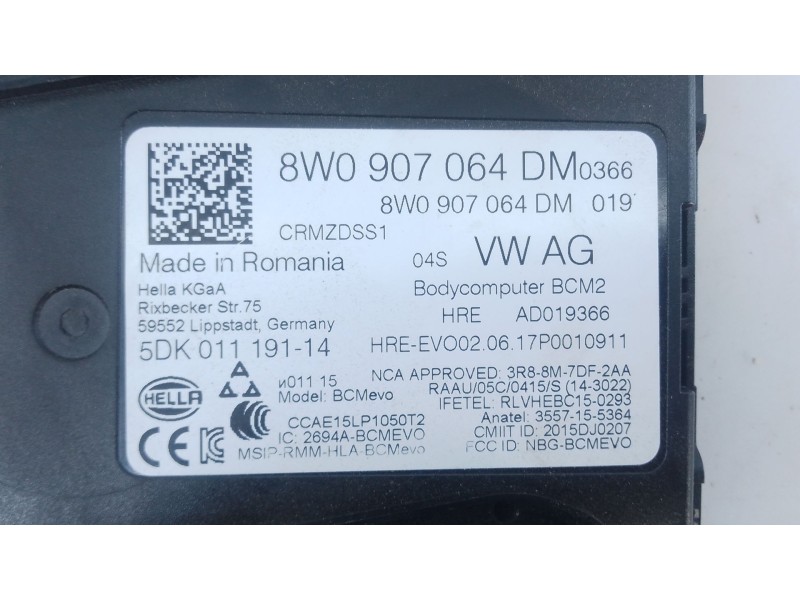 8W0 907 064 DM0366
8W0 907 064 DM 019
CRMZDSS1
Made in Romania 04S VW AG
Hella KGaA
Rixbecker Str.75
59552 Lippstadt, Germany
Bodycomputer BCM2
HRE AD019366
5DK 011 191-14 HRE-EVO02.06.17P0010911
HELLA
и011 15
Model: BCMevo
NCA APPROVED: 3R8-8M-7DF-2AA
RAAU/05C/0415/S (14-3022)
IFETEL: RLVHEBC15-0293
Anatel: 3557-15-5364
CMIIT ID: 2015DJ0207
FCC ID: NBG-BCMEVO
CCAE15LP1050T2
IC: 2694A-BCMEVO
MSIP-RMM-HLA-BCMevo
CE